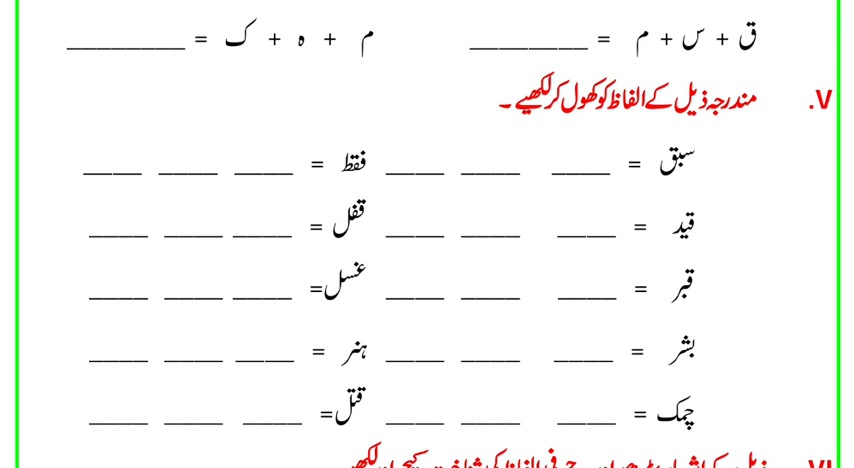 ق + س + م = ________ م + ہ + ک = ________
V. مندرجہ ذیل کے الفاظ کو کھول کر لکھیے ۔
سبق = ____ ____ ____ فقط = ____ ____ ____
قید = ____ ____ ____ قفل = ____ ____ ____
قبر = ____ ____ ____ غسل= ____ ____ ____
بشر = ____ ____ ____ ہنر = ____ ____ ____
چمک = ____ ____ ____ قتل= ____ ____ ____